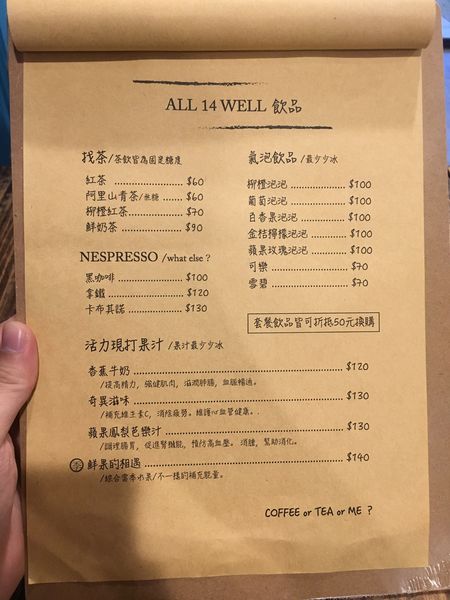 ALL 14 WELL 飲品
找茶/茶飲皆為固定糖度
紅茶 $60
阿里山青茶/無糖 $60
柳橙紅茶 $70
鮮奶茶 $90
NESPRESSO /what else ?
黑咖啡 $100
拿鐵 $120
卡布其諾 $130
氣泡飲品/最少少冰
柳橙泡泡 $100
葡萄泡泡 $100
百香果泡泡 $100
金桔檸檬泡泡 $100
蘋果玫瑰泡泡 $100
可樂 $70
雪碧 $70
套餐飲品皆可折抵50元換購
活力現打果汁 /果汁最少少冰
香蕉牛奶 $120
/提高精力, 強健肌肉, 滋潤肺腸, 血脈暢通。
奇異滋味 $130
/補充維生素C, 消除疲勞。維護心血管健康。.
蘋果鳳梨芭樂汁 $130
/調理腸胃, 促進腎機能, 預防高血壓。 消腫, 幫助消化。
季 鮮果的相遇 $140
/綜合當季水果/不一樣的補充能量。
COFFEE or TEA or ME ?